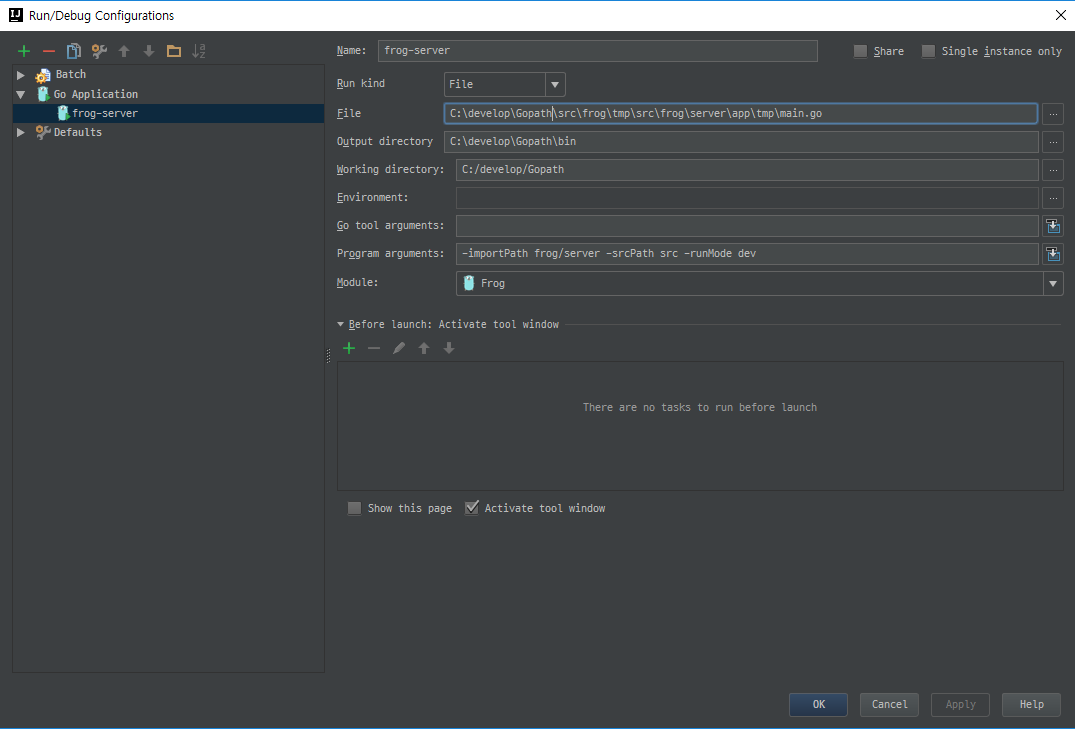 Run/Debug Configurations
Name: frog-server Share Single instance only
Batch
Go Application
frog-server
Defaults
Run kind File
File C:\develop\Gopath\src\frog\tmp\src\frog\server\app\tmp\main.go
Output directory C:\develop\Gopath\bin
Working directory: C:/develop/Gopath
Environment:
Go tool arguments:
Program arguments: -importPath frog/server -srcPath src -runMode dev
Module: Frog
Before launch: Activate tool window
There are no tasks to run before launch
Show this page Activate tool window
OK Cancel Apply Help